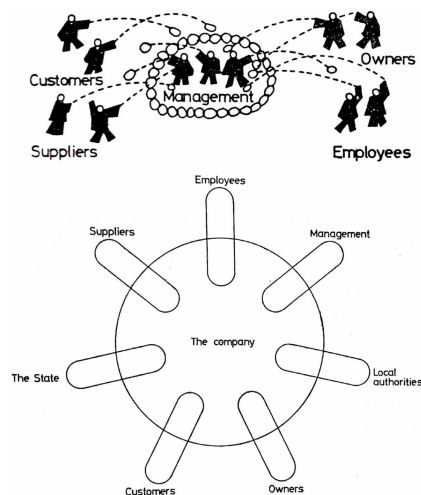 Customers
Owners
Management
Suppliers
Employees
Employees
Suppliers
Management
The company
The State
Local
authorities
Customers
Owners